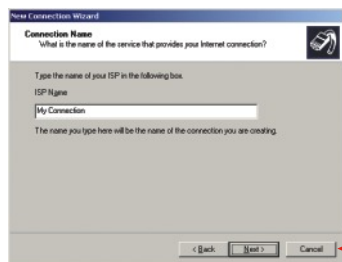 New Connection Wizard
Connection Name
What is the name of the service that provides your Internet connection?
Type the name of your ISP in the following box.
ISP Name
My Connection
The name you type here will be the name of the connection you are creating.
< Back
Next >
Cancel